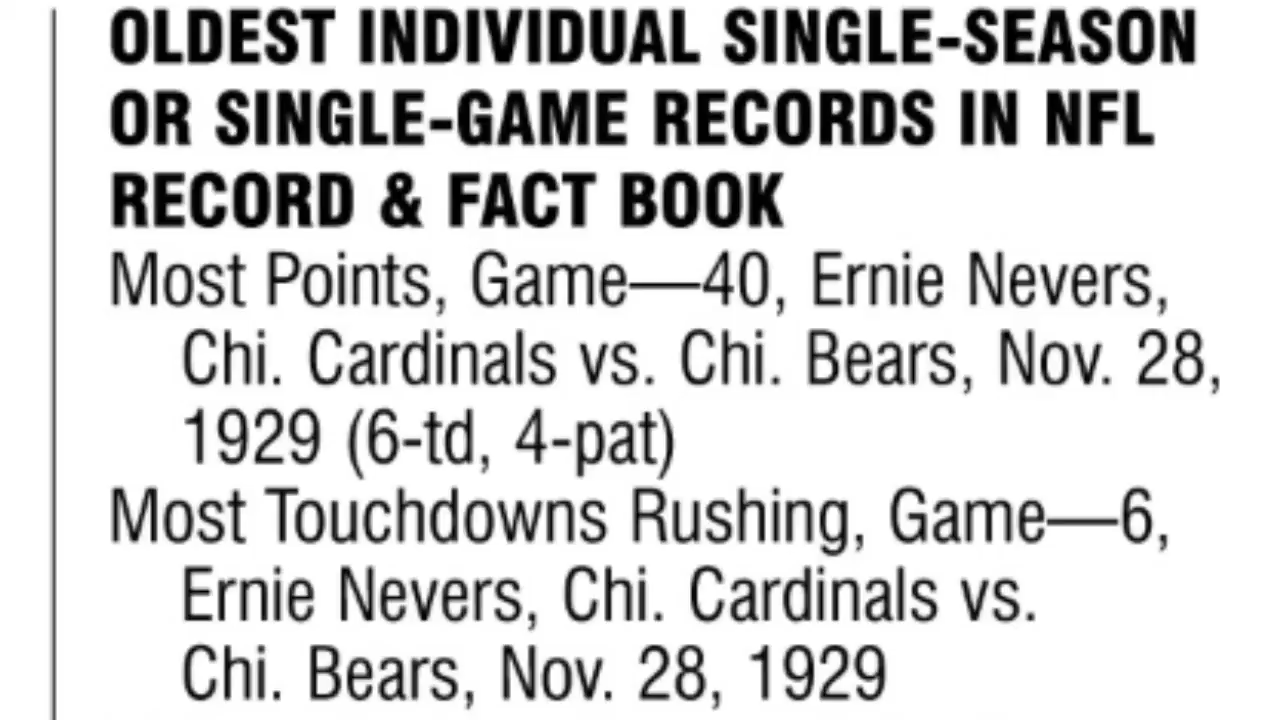 OLDEST INDIVIDUAL SINGLE-SEASON
OR SINGLE-GAME RECORDS IN NFL
RECORD & FACT BOOK
Most Points, Game—40, Ernie Nevers,
Chi. Cardinals vs. Chi. Bears, Nov. 28,
1929 (6-td, 4-pat)
Most Touchdowns Rushing, Game—6,
Ernie Nevers, Chi. Cardinals vs.
Chi. Bears, Nov. 28, 1929